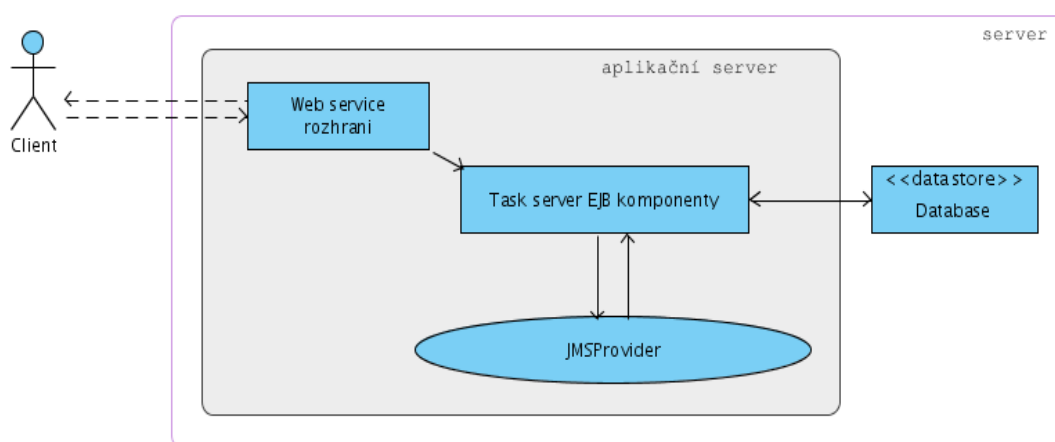 server
aplikační server
Web service
rozhrani
Client
Task server EJB komponenty
<<datastore>>
Database
JMSProvider